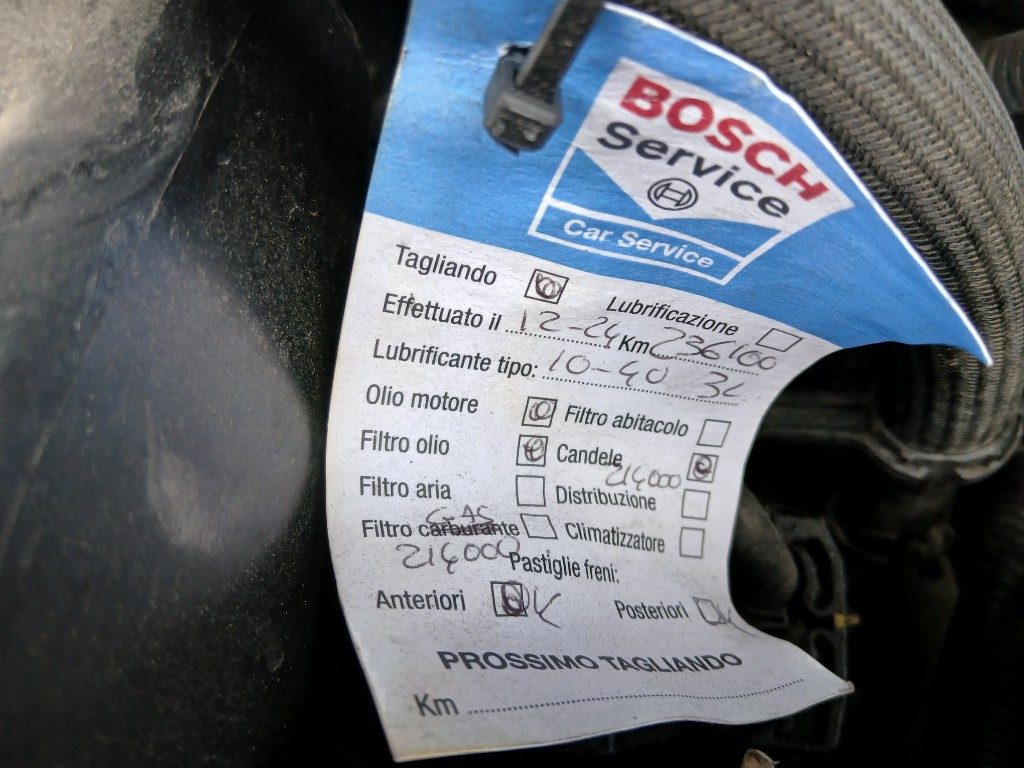 BOSCH
Service
Car Service
Tagliando Lubrificazione
Effettuato il 12-24 Km 236100
Lubrificante tipo: 10-40 3L
Olio motore Filtro abitacolo
Filtro olio Candele
214000
Filtro aria Distribuzione
GAS
Filtro carburante Climatizzatore
214000 Pastiglie freni:
Anteriori OK Posteriori OK
PROSSIMO TAGLIANDO
Km